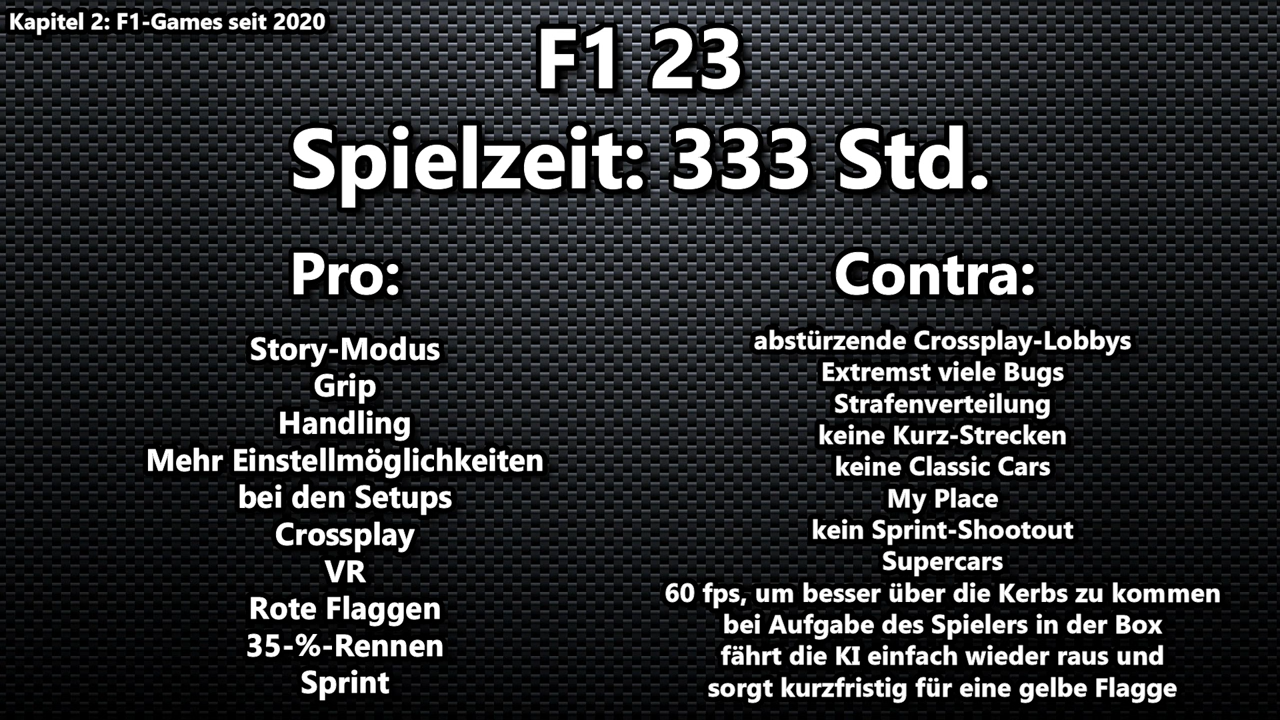 Kapitel 2: F1-Games seit 2020
F1 23
Spielzeit: 333 Std.
Pro:
Story-Modus
Grip
Handling
Mehr Einstellmöglichkeiten
bei den Setups
Crossplay
VR
Rote Flaggen
35-%-Rennen
Sprint
Contra:
abstürzende Crossplay-Lobbys
Extremst viele Bugs
Strafenverteilung
keine Kurz-Strecken
keine Classic Cars
My Place
kein Sprint-Shootout
Supercars
60 fps, um besser über die Kerbs zu kommen
bei Aufgabe des Spielers in der Box
fährt die KI einfach wieder raus und
sorgt kurzfristig für eine gelbe Flagge